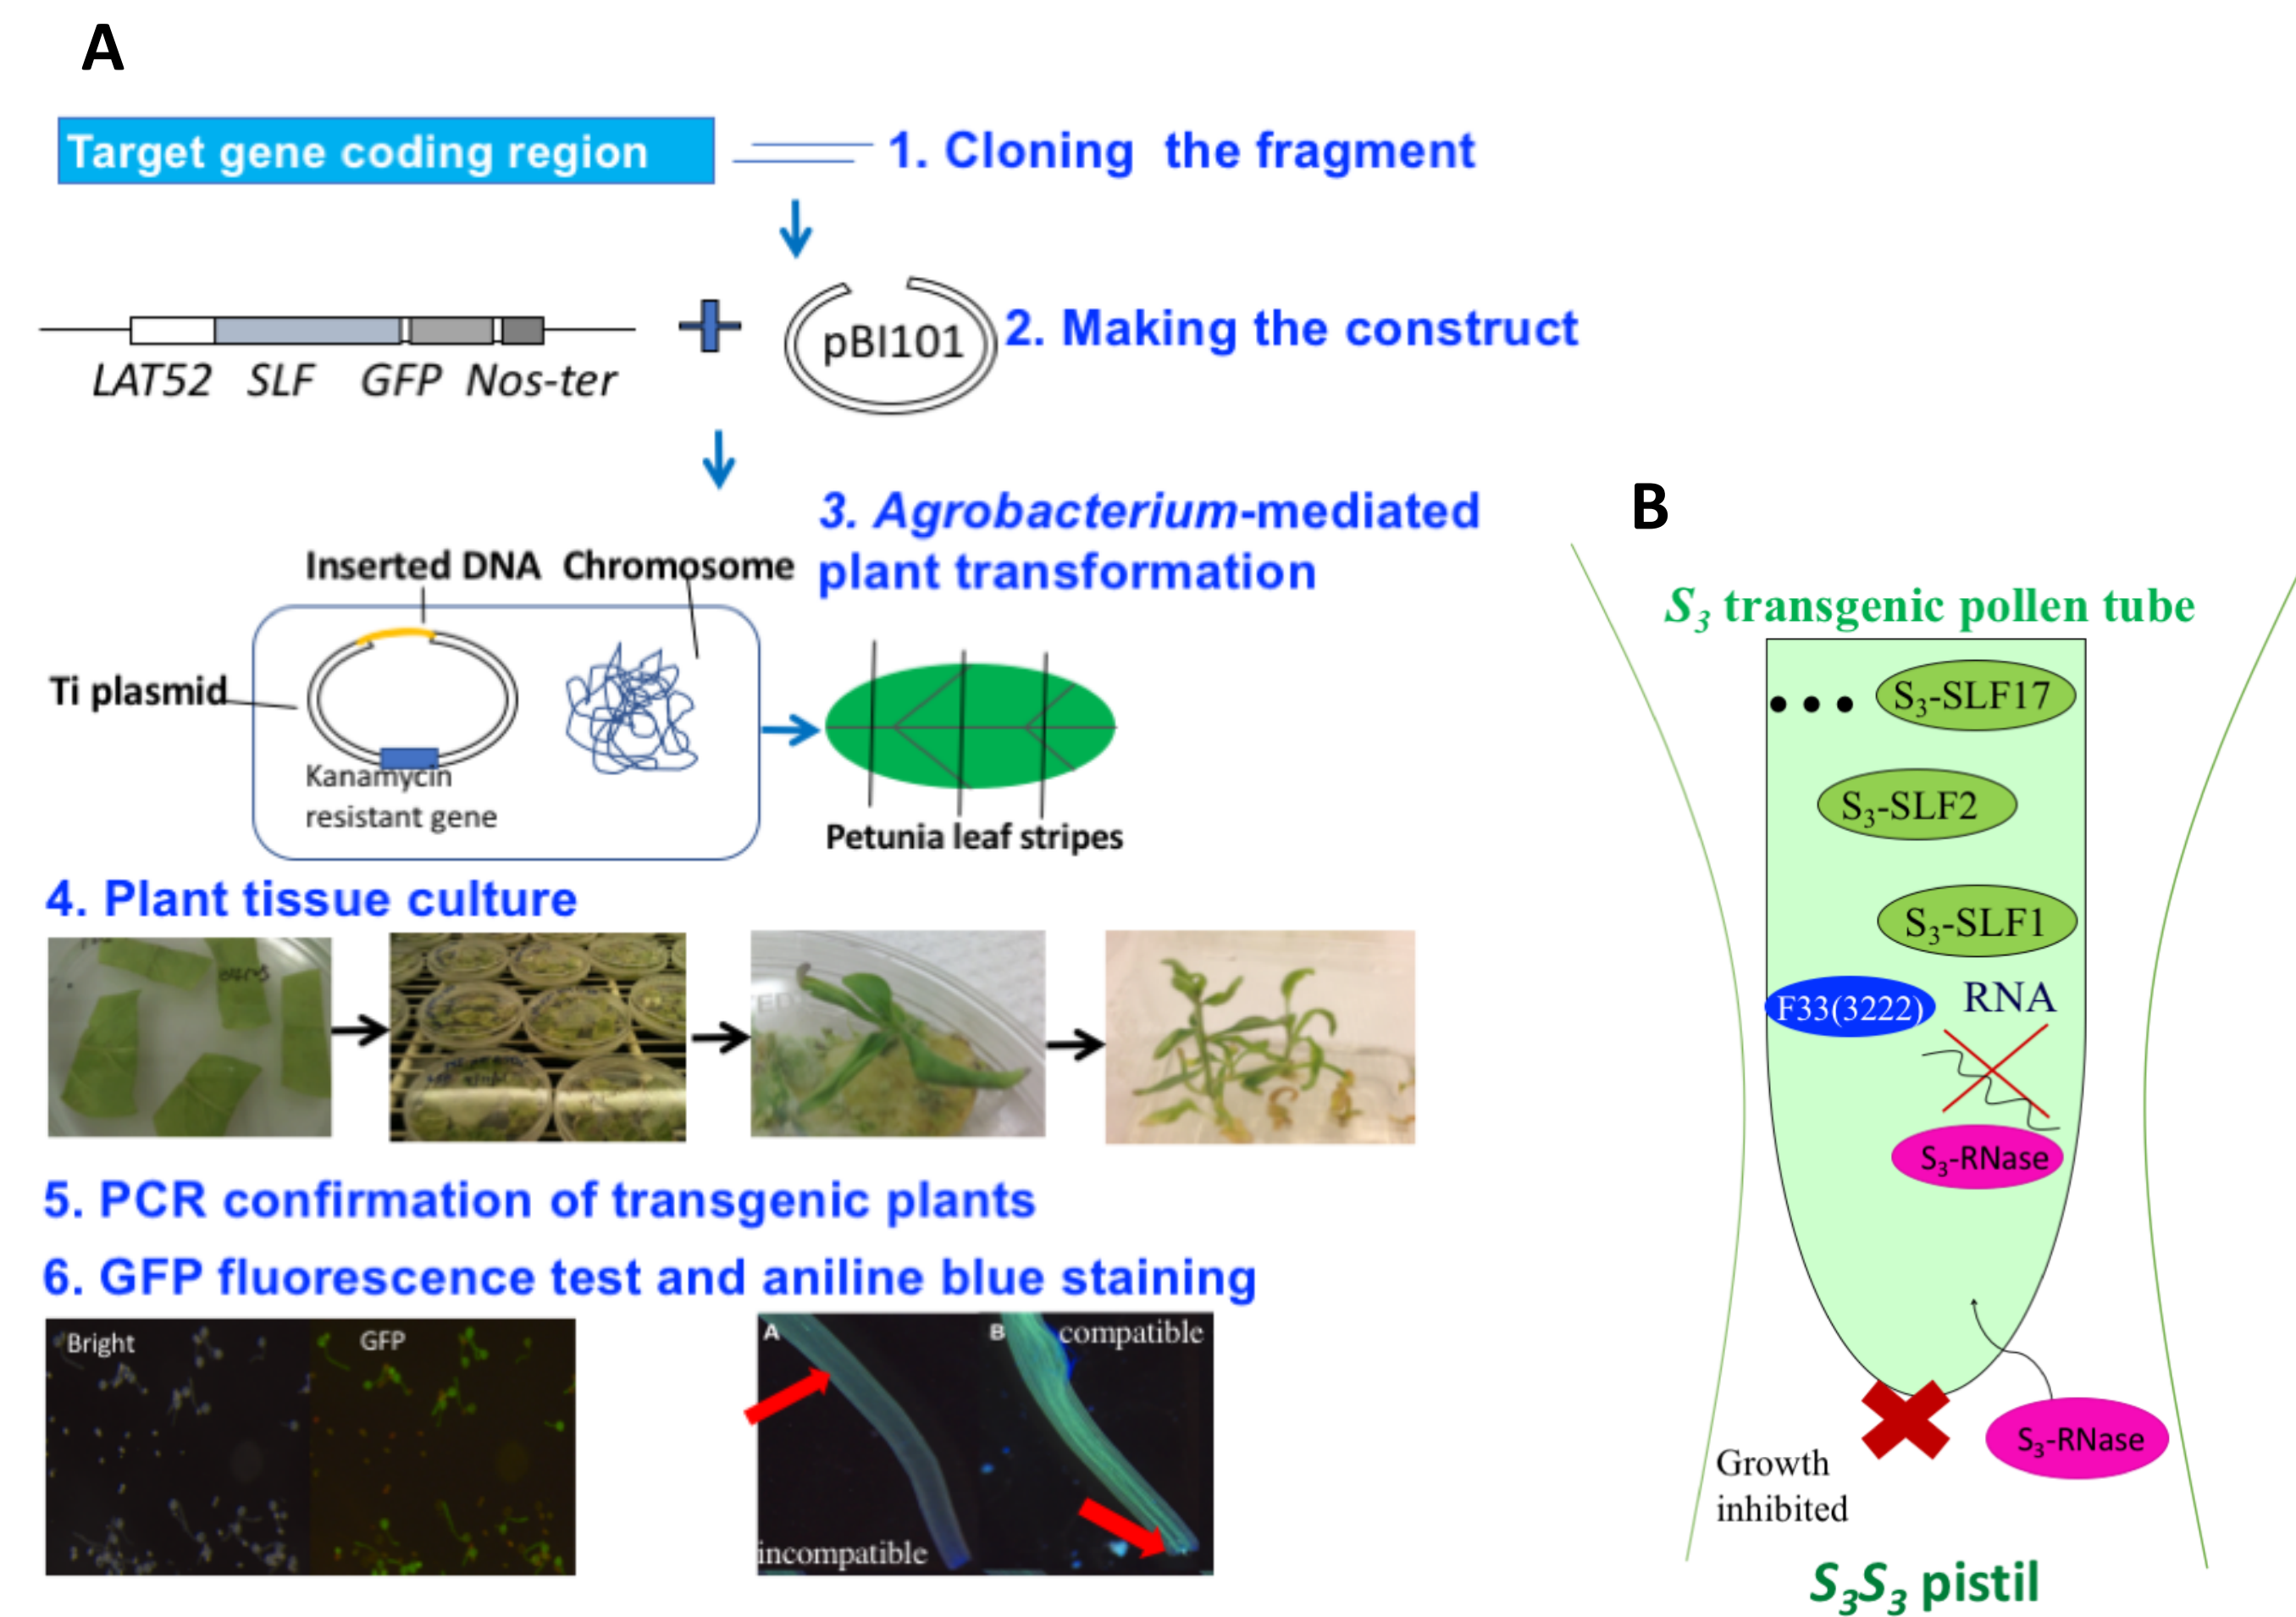 A
Target gene coding region
1. Cloning the fragment
LAT52 SLF GFP Nos-ter
pBI101
2. Making the construct
3. Agrobacterium-mediated
plant transformation
Inserted DNA Chromosome
Ti plasmid
Kanamycin
resistant gene
Petunia leaf stripes
4. Plant tissue culture
5. PCR confirmation of transgenic plants
6. GFP fluorescence test and aniline blue staining
Bright GFP
A
incompatible
B compatible
B
S₃ transgenic pollen tube
S₃-SLF17
S₃-SLF2
S₃-SLF1
F33(3222)
RNA
S₃-RNase
S₃-RNase
Growth
inhibited
S₃S₃ pistil